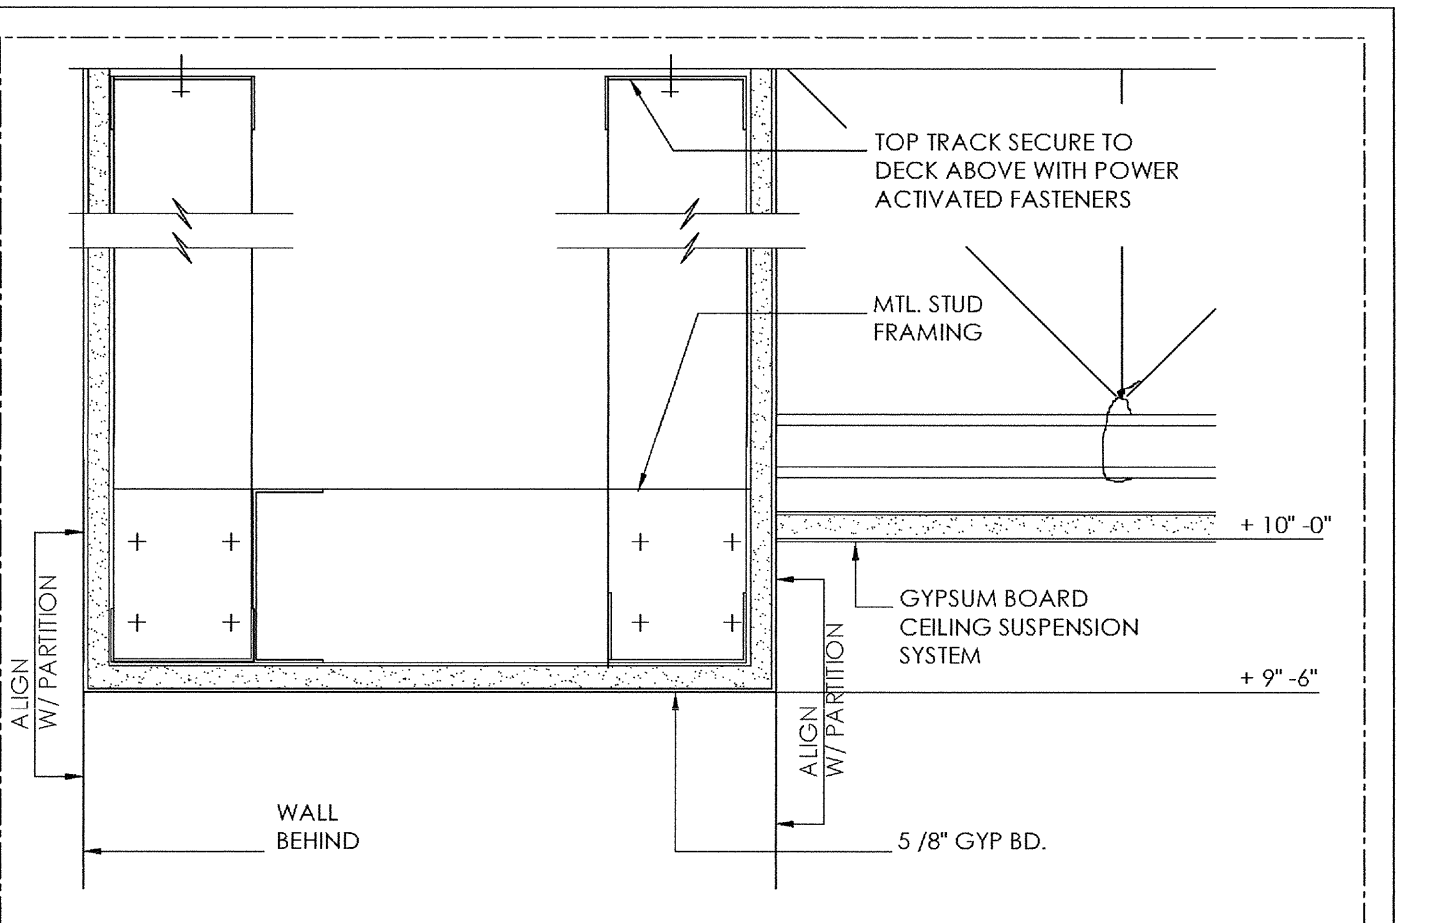 TOP TRACK SECURE TO
DECK ABOVE WITH POWER
ACTIVATED FASTENERS
MTL. STUD
FRAMING
+ 10" -0"
GYPSUM BOARD
CEILING SUSPENSION
SYSTEM
+ 9" -6"
ALIGN
W/ PARTITION
ALIGN
W/ PARTITION
WALL
BEHIND
5 /8" GYP BD.